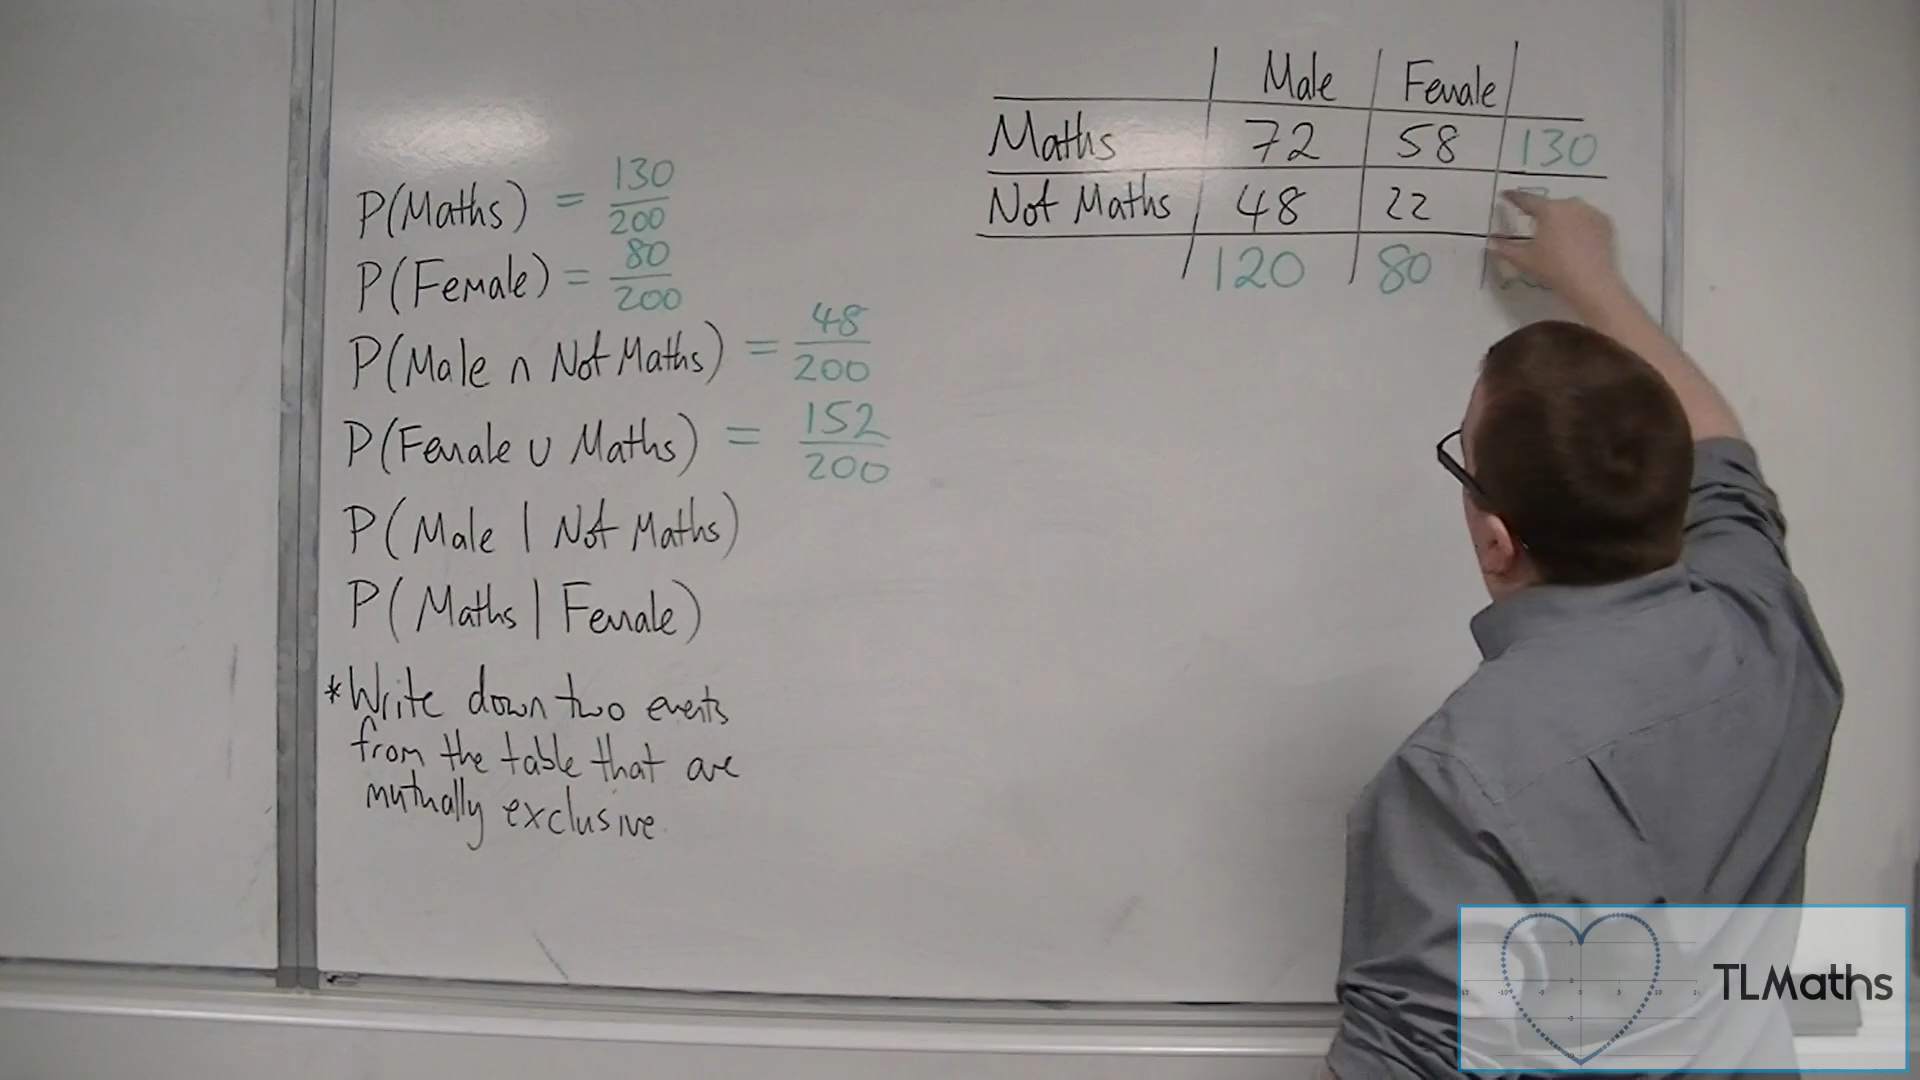 Male Female
Maths 72 58 130
Not Maths 48 22
120 80
P(Maths) = 130/200
P(Female) = 80/200
P(Male ∩ Not Maths) = 48/200
P(Female ∪ Maths) = 152/200
P(Male | Not Maths)
P(Maths | Female)
*Write down two events
from the table that are
mutually exclusive
TLMaths